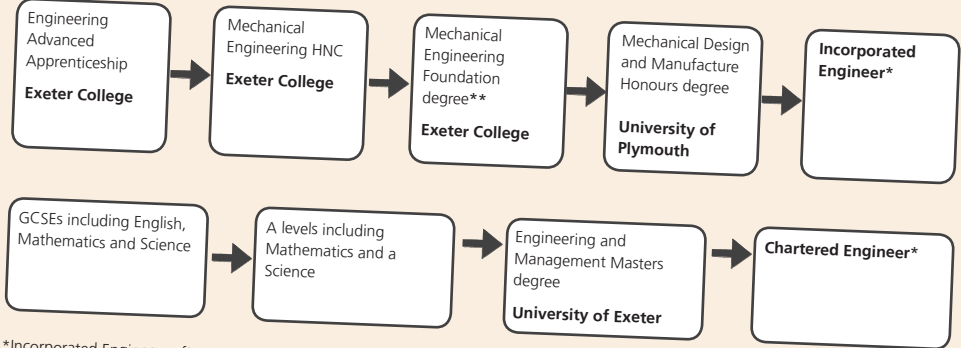 Engineering
Advanced
Apprenticeship
Exeter College
Mechanical
Engineering HNC
Exeter College
Mechanical
Engineering
Foundation
degree**
Exeter College
Mechanical Design
and Manufacture
Honours degree
University of
Plymouth
Incorporated
Engineer*
GCSEs including English,
Mathematics and Science
A levels including
Mathematics and a
Science
Engineering and
Management Masters
degree
University of Exeter
Chartered Engineer*
*Incorporated